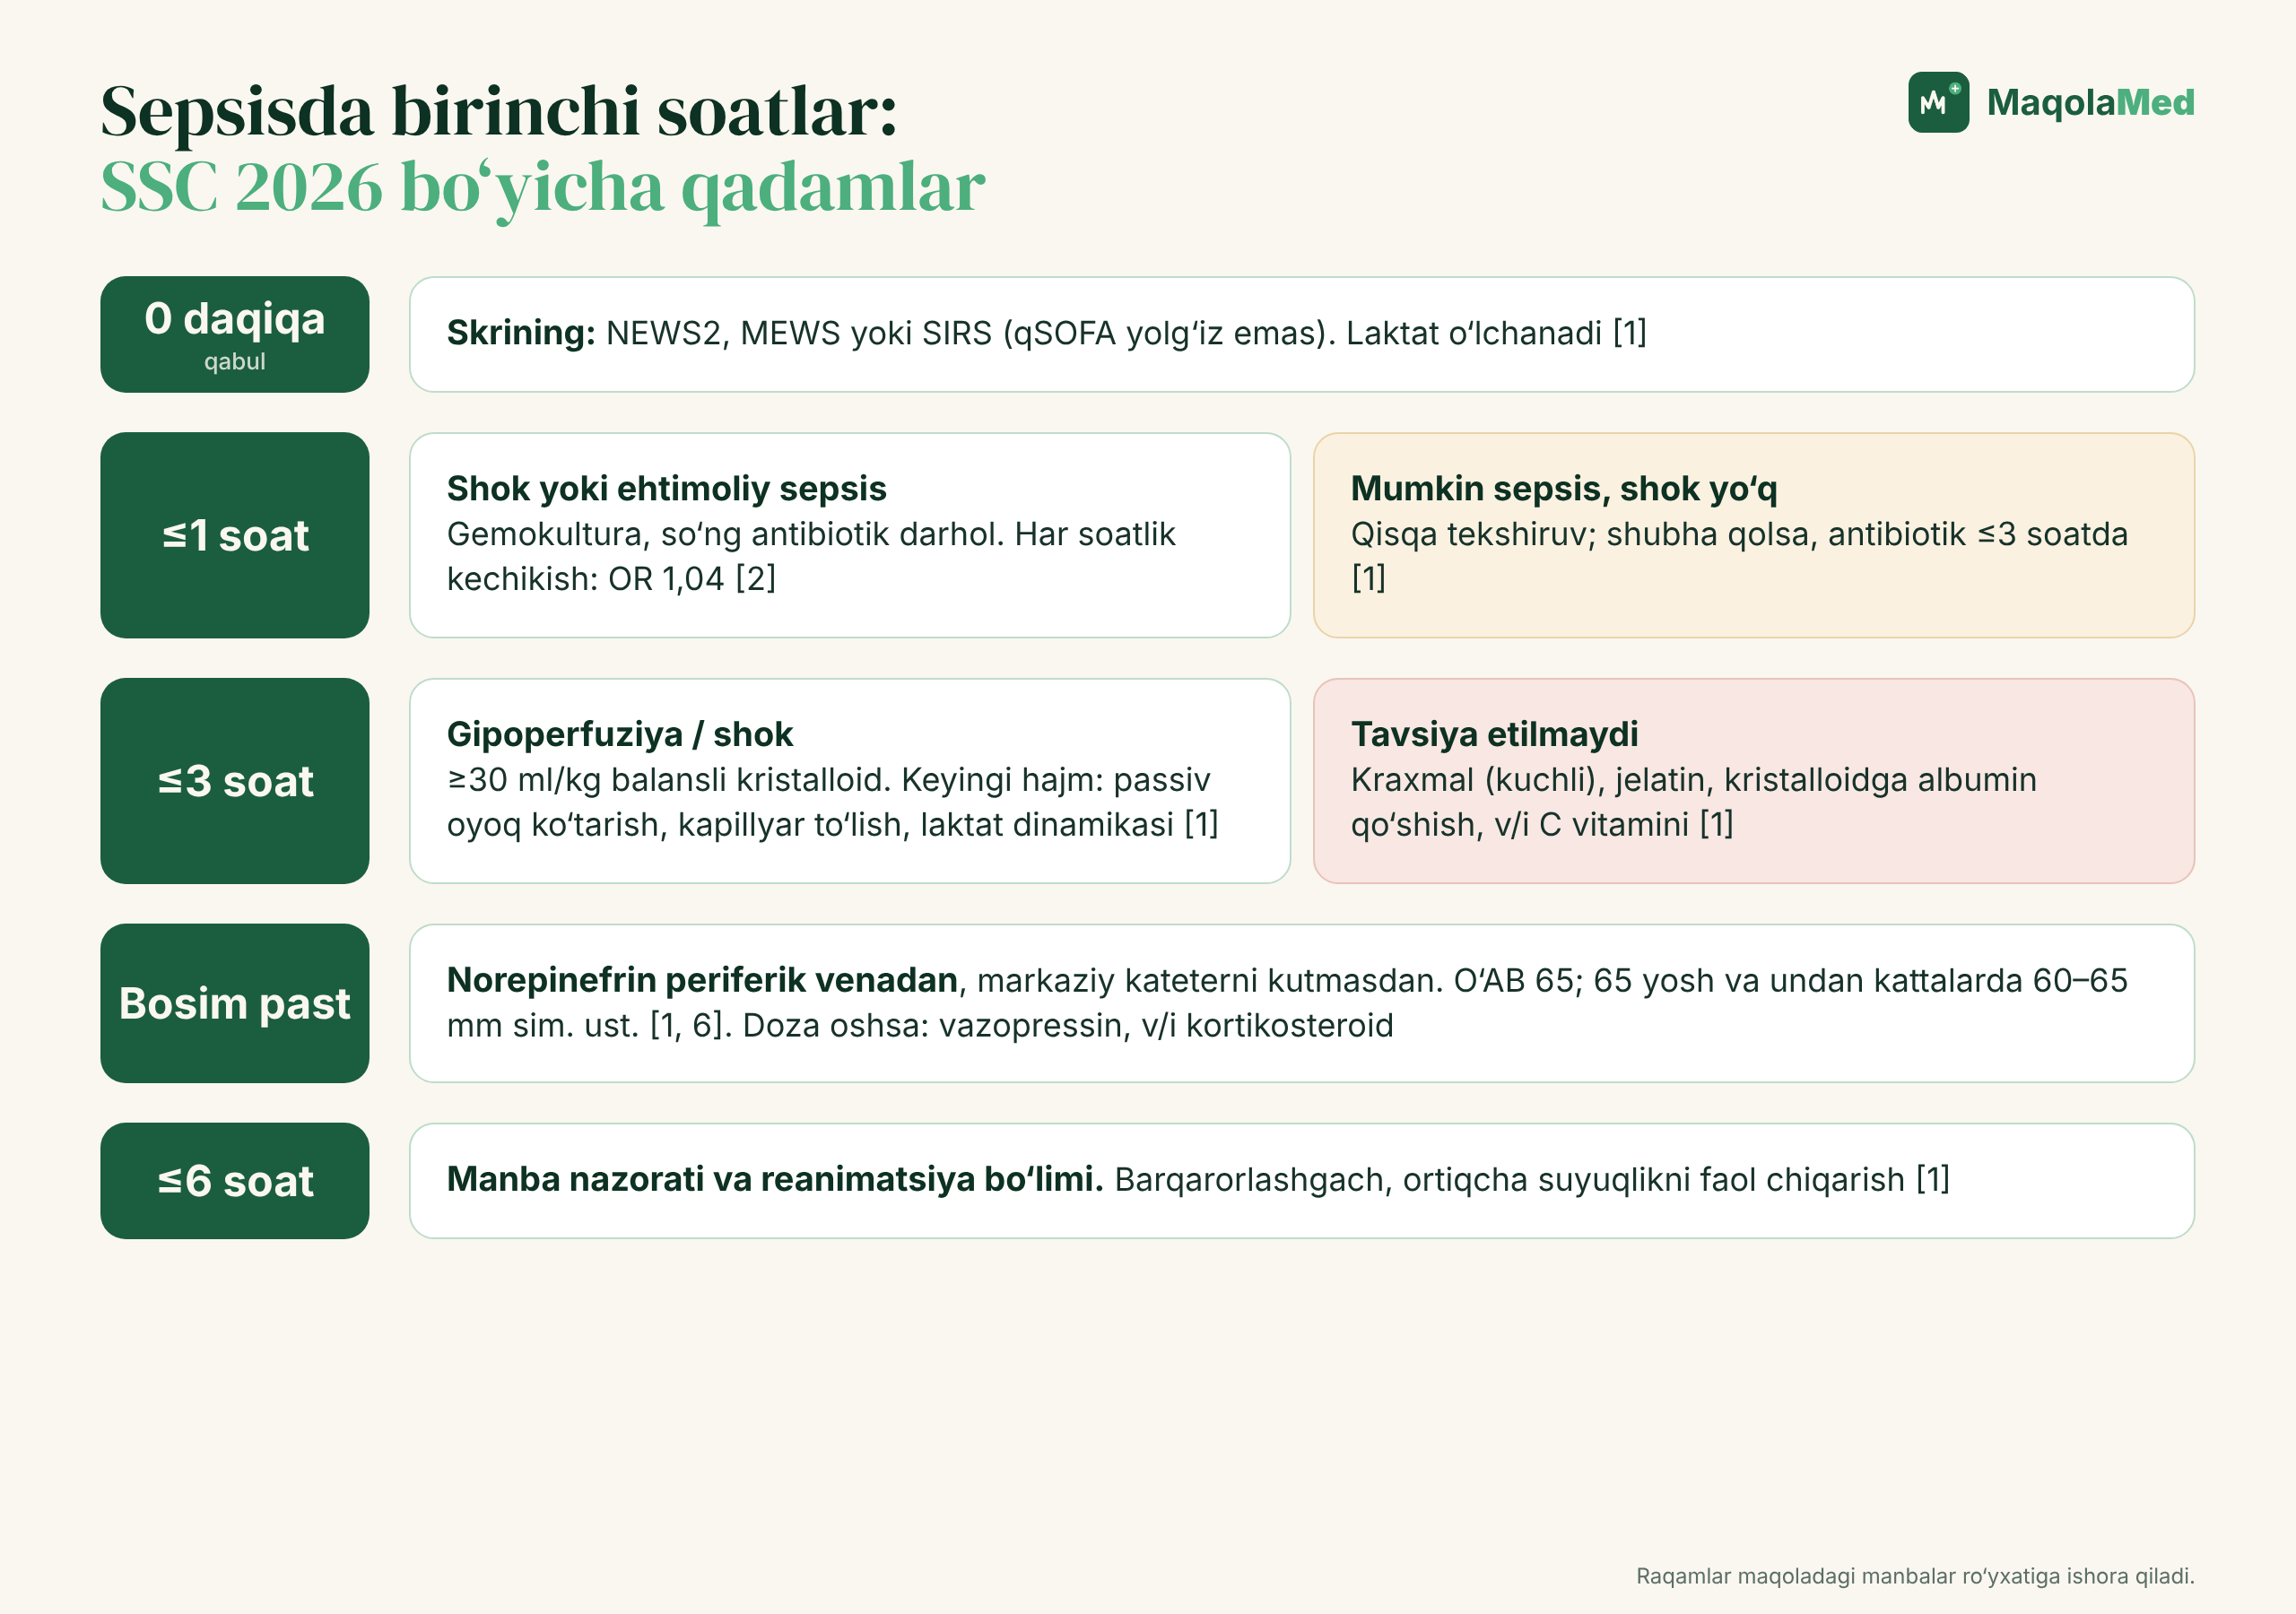 Sepsisda birinchi soatlar:
SSC 2026 bo‘yicha qadamlar
MaqolaMed
0 daqiqa
qabul
Skrining: NEWS2, MEWS yoki SIRS (qSOFA yolg‘iz emas). Laktat o‘lchanadi [1]
≤1 soat
Shok yoki ehtimoliy sepsis
Gemokultura, so‘ng antibiotik darhol. Har soatlik
kechikish: OR 1,04 [2]
Mumkin sepsis, shok yo‘q
Qisqa tekshiruv; shubha qolsa, antibiotik ≤3 soatda
[1]
≤3 soat
Gipoperfuziya / shok
≥30 ml/kg balansli kristalloid. Keyingi hajm: passiv
oyoq ko‘tarish, kapillyar to‘lish, laktat dinamikasi [1]
Tavsiya etilmaydi
Kraxmal (kuchli), jelatin, kristalloidga albumin
qo‘shish, v/i C vitamini [1]
Bosim past
Norepinefrin periferik venadan, markaziy kateterni kutmasdan. O‘AB 65; 65 yosh va undan kattalarda 60–65
mm sim. ust. [1, 6]. Doza oshsa: vazopressin, v/i kortikosteroid
≤6 soat
Manba nazorati va reanimatsiya bo‘limi. Barqarorlashgach, ortiqcha suyuqlikni faol chiqarish [1]
Raqamlar maqoladagi manbalar ro‘yxatiga ishora qiladi.